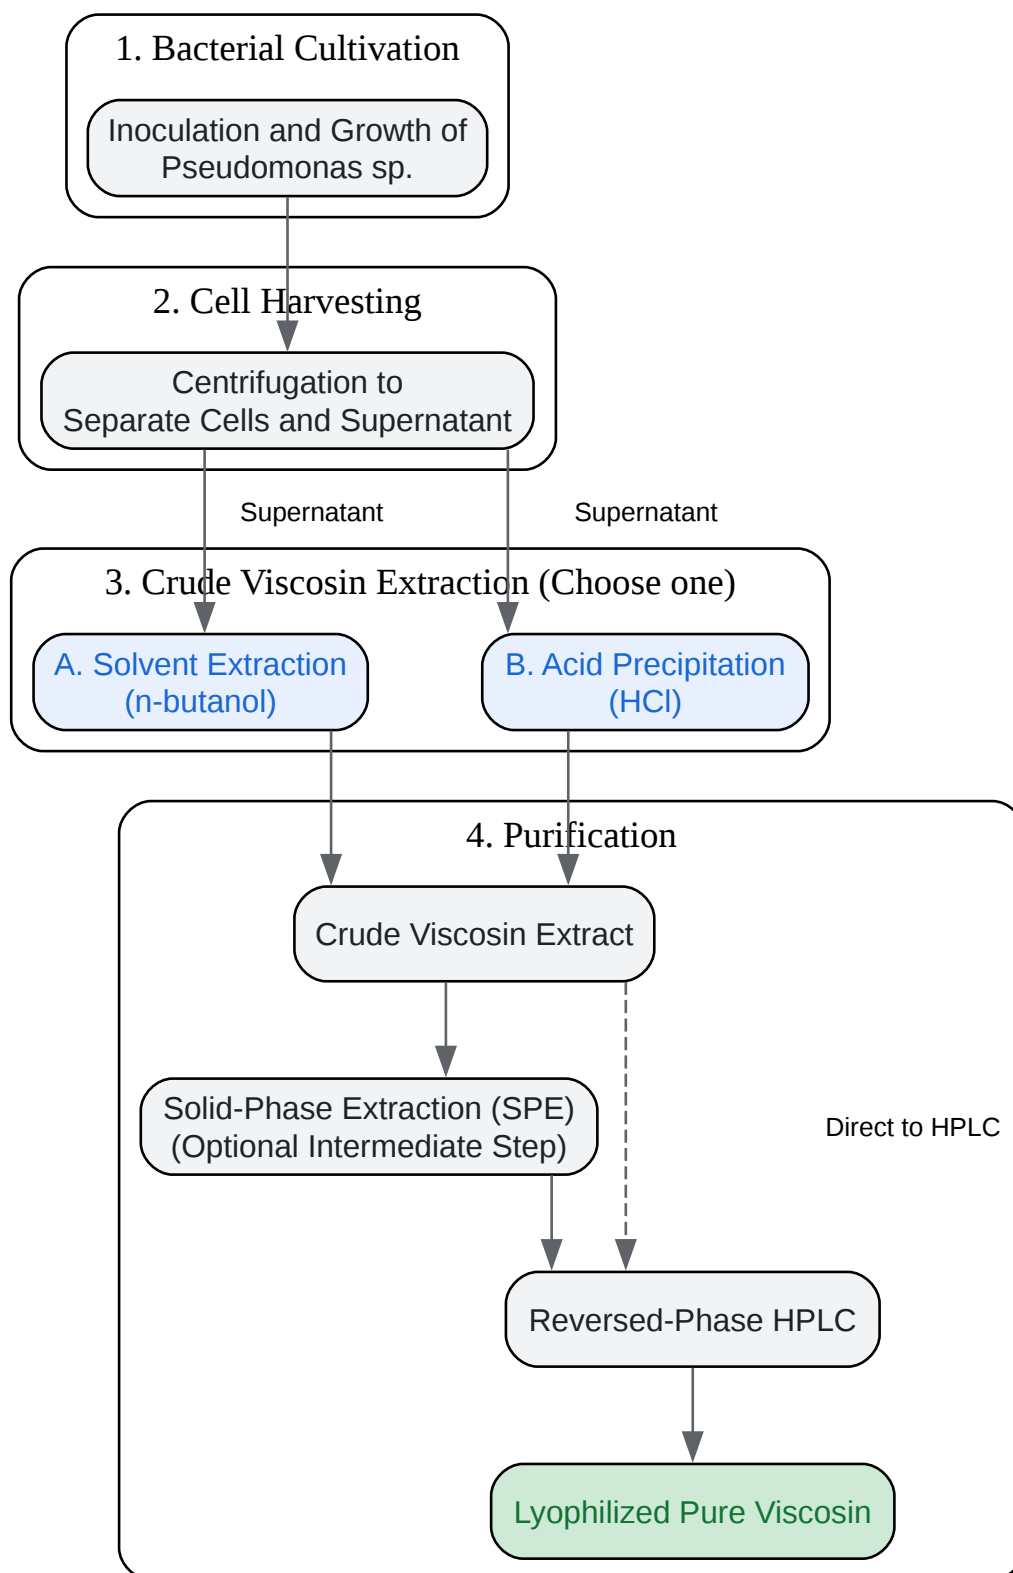 1. Bacterial Cultivation
Inoculation and Growth of
Pseudomonas sp.
2. Cell Harvesting
Centrifugation to
Separate Cells and Supernatant
Supernatant
Supernatant
3. Crude Viscosin Extraction (Choose one)
A. Solvent Extraction
(n-butanol)
B. Acid Precipitation
(HCl)
4. Purification
Crude Viscosin Extract
Solid-Phase Extraction (SPE)
(Optional Intermediate Step)
Direct to HPLC
Reversed-Phase HPLC
Lyophilized Pure Viscosin